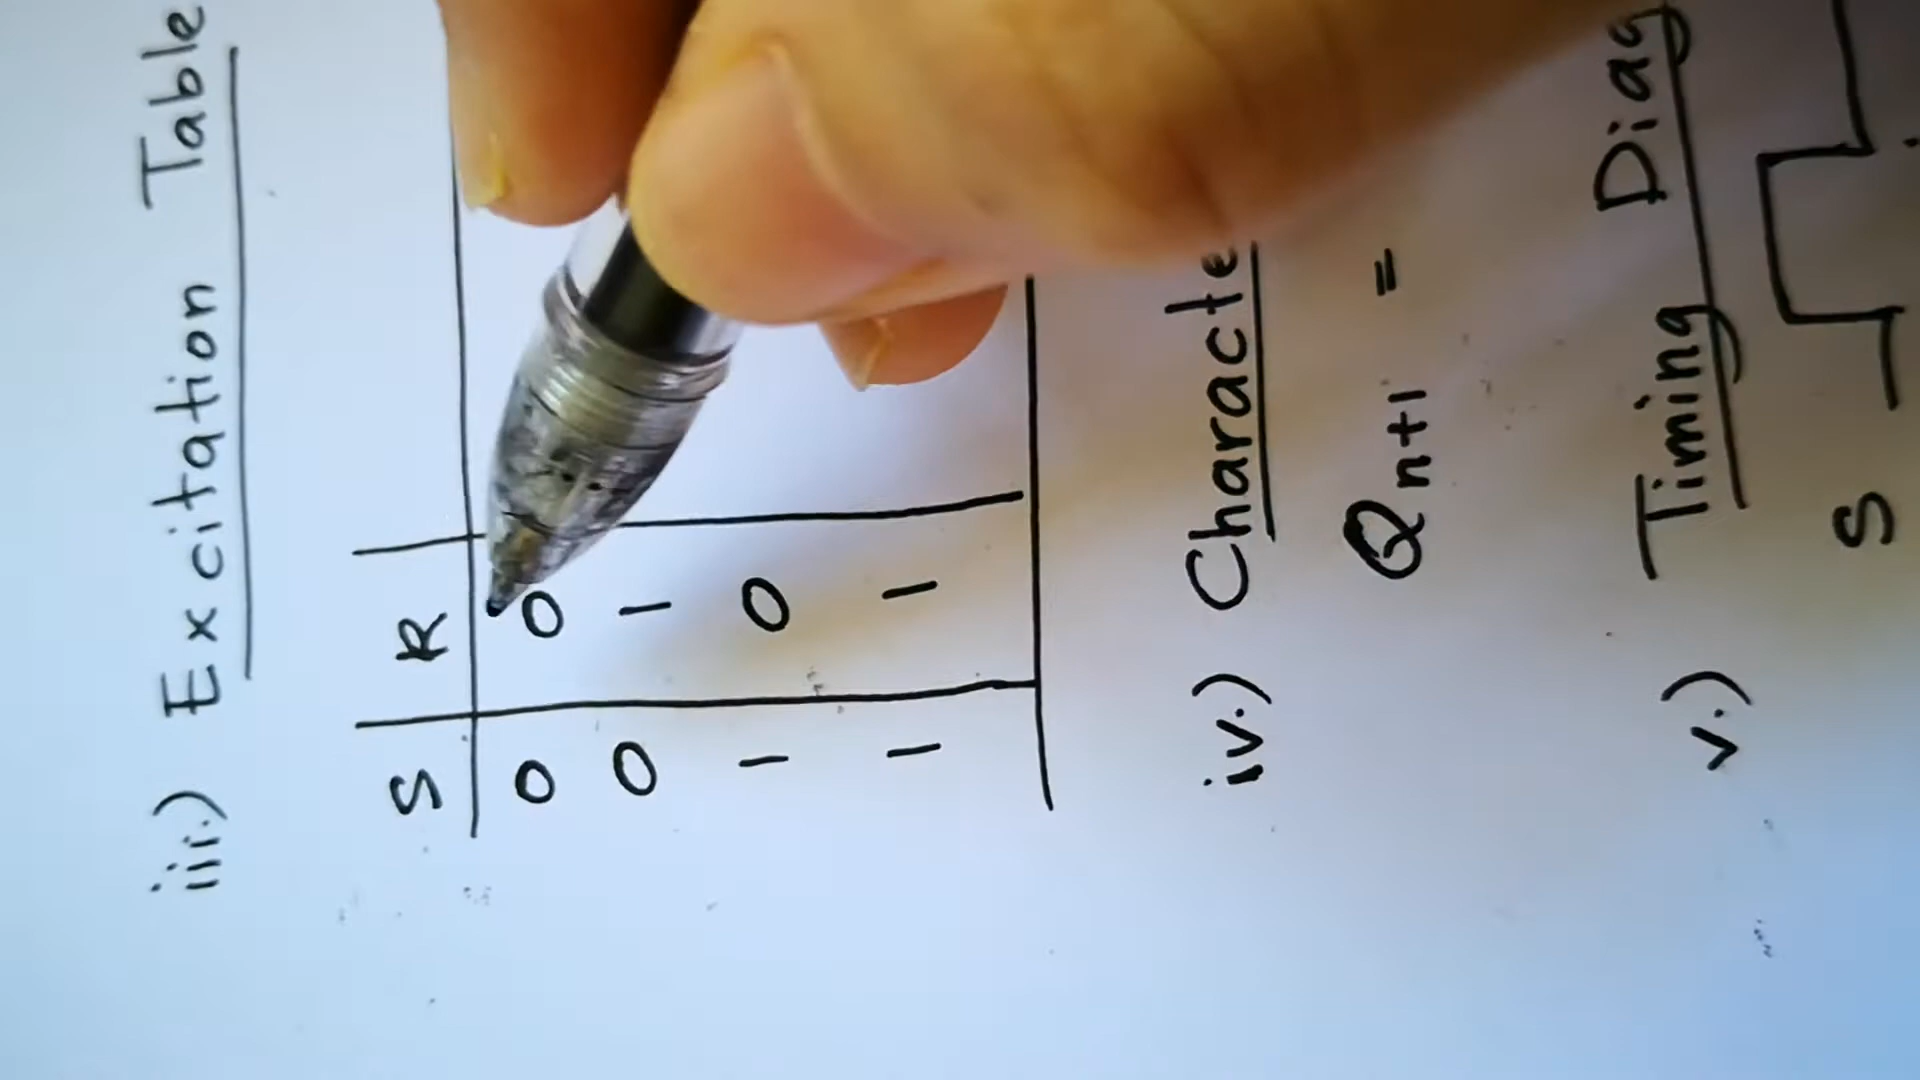 iii.) Excitation Table
S R
0 0
0 1
1 0
1 1
iv.) Characte
Qn+1 =
v.) Timing Diag
S